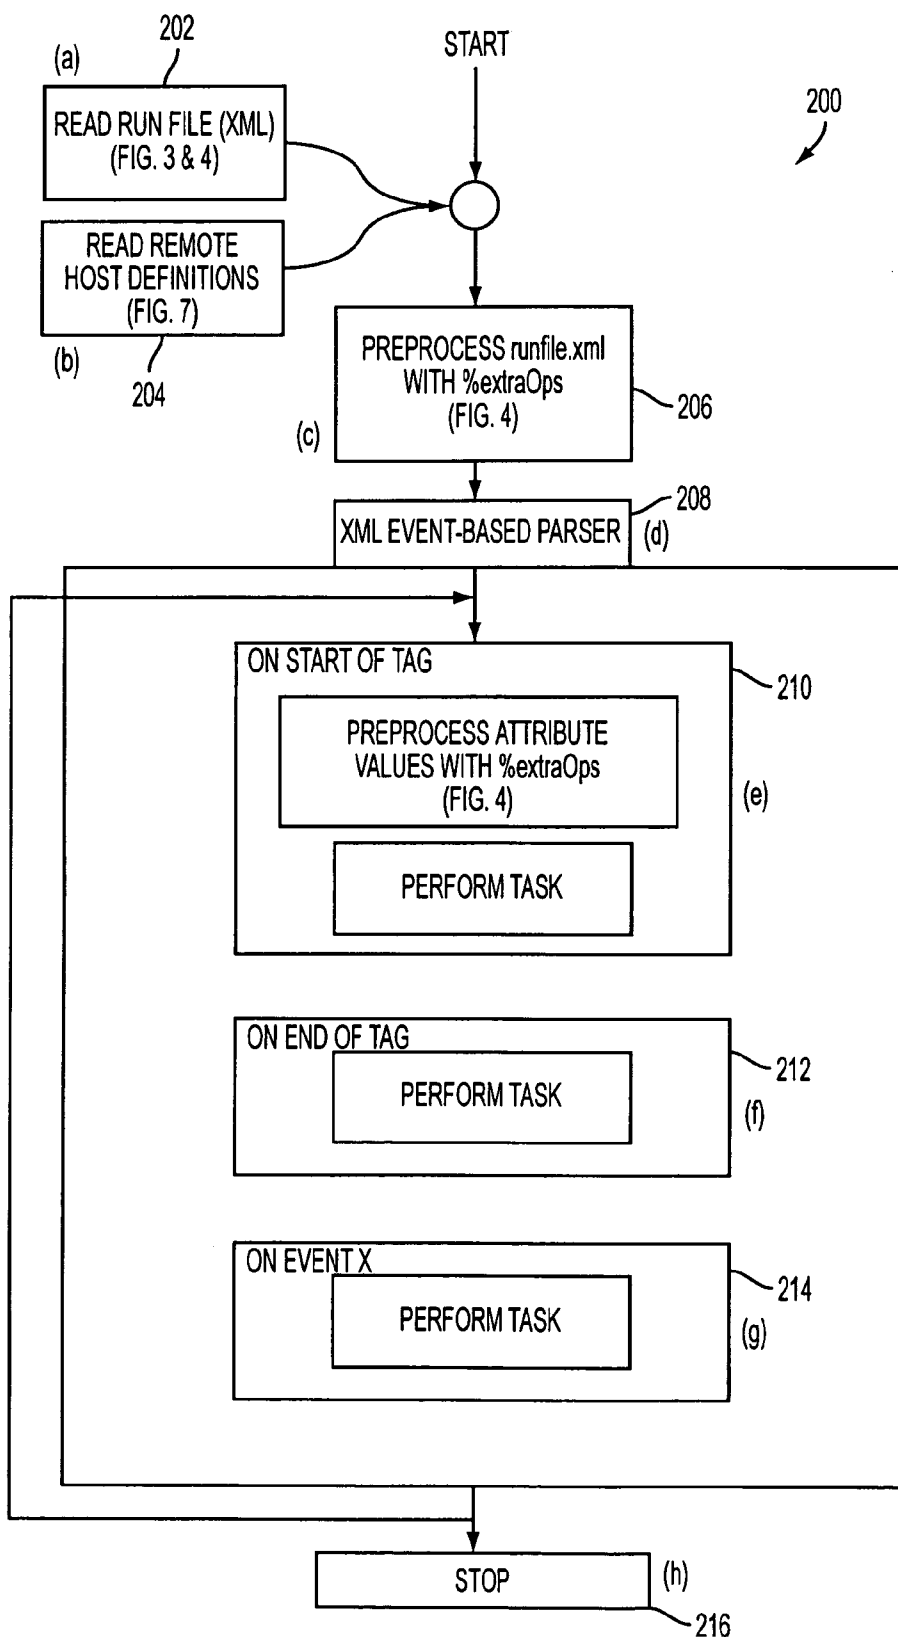 202
(a)
START
READ RUN FILE (XML)
(FIG. 3 & 4)
200
READ REMOTE
HOST DEFINITIONS
(FIG. 7)
(b)
204
PREPROCESS runfile.xml
WITH %extraOps
(FIG. 4)
206
(c)
208
XML EVENT-BASED PARSER
(d)
ON START OF TAG
210
PREPROCESS ATTRIBUTE
VALUES WITH %extraOps
(FIG. 4)
(e)
PERFORM TASK
ON END OF TAG
212
PERFORM TASK
(f)
ON EVENT X
214
PERFORM TASK
(g)
STOP
(h)
216